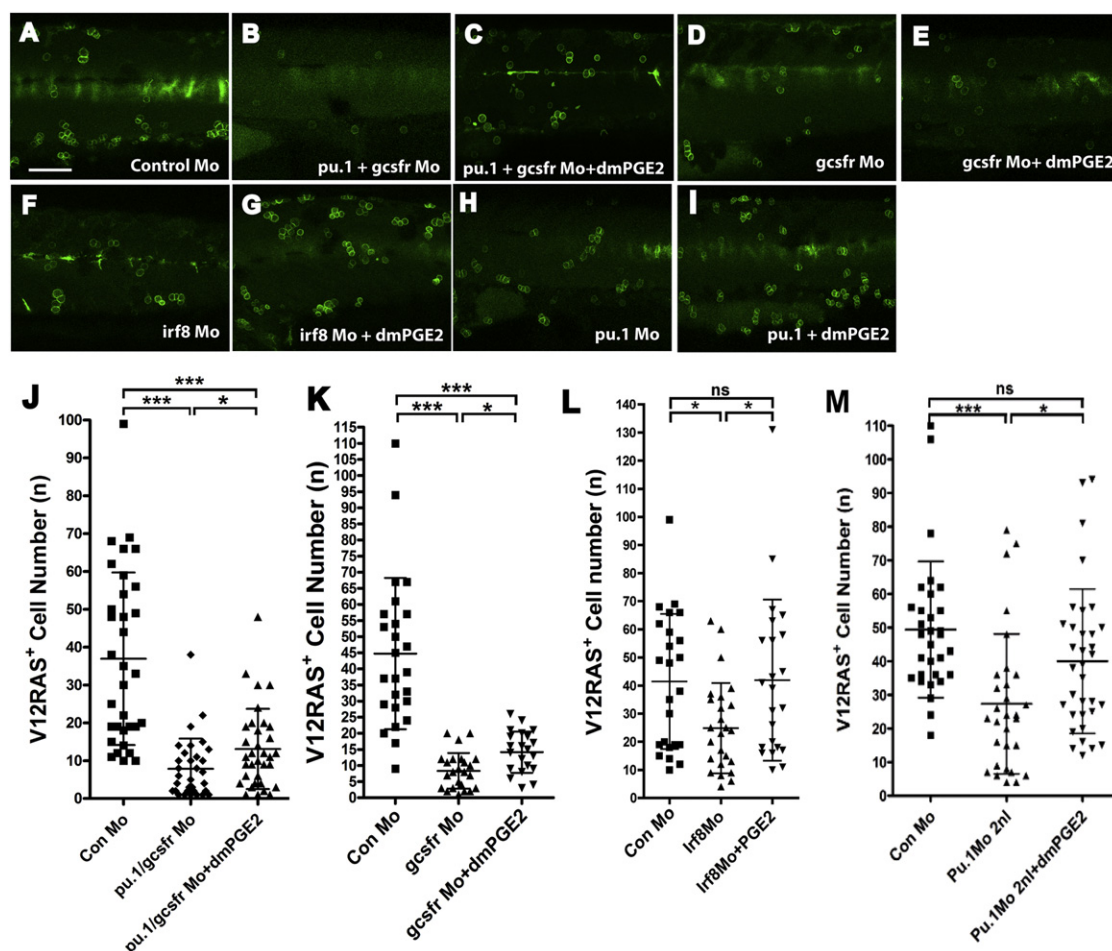 A
B
C
D
E
Control Mo
pu.1 + gcsfr Mo
pu.1 + gcsfr Mo+dmPGE2
gcsfr Mo
gcsfr Mo+ dmPGE2
F
G
H
I
irf8 Mo
irf8 Mo + dmPGE2
pu.1 Mo
pu.1 + dmPGE2
J
***
***
*
V12RAS+ Cell Number (n)
100
90
80
70
60
50
40
30
20
10
0
Con Mo
pu.1/gcsfr Mo
pu.1/gcsfr Mo+dmPGE2
K
***
***
*
V12RAS+ Cell Number (n)
115
110
105
100
95
90
85
80
75
70
65
60
55
50
45
40
35
30
25
20
15
10
5
0
Con Mo
gcsfr Mo
gcsfr Mo+dmPGE2
L
ns
*
*
V12RAS+ Cell number (n)
140
130
120
110
100
90
80
70
60
50
40
30
20
10
0
Con Mo
Irf8Mo
Irf8Mo+PGE2
M
ns
***
*
V12RAS+ Cell Number (n)
110
100
90
80
70
60
50
40
30
20
10
0
Con Mo
Pu.1Mo 2nl
Pu.1Mo 2nl+dmPGE2